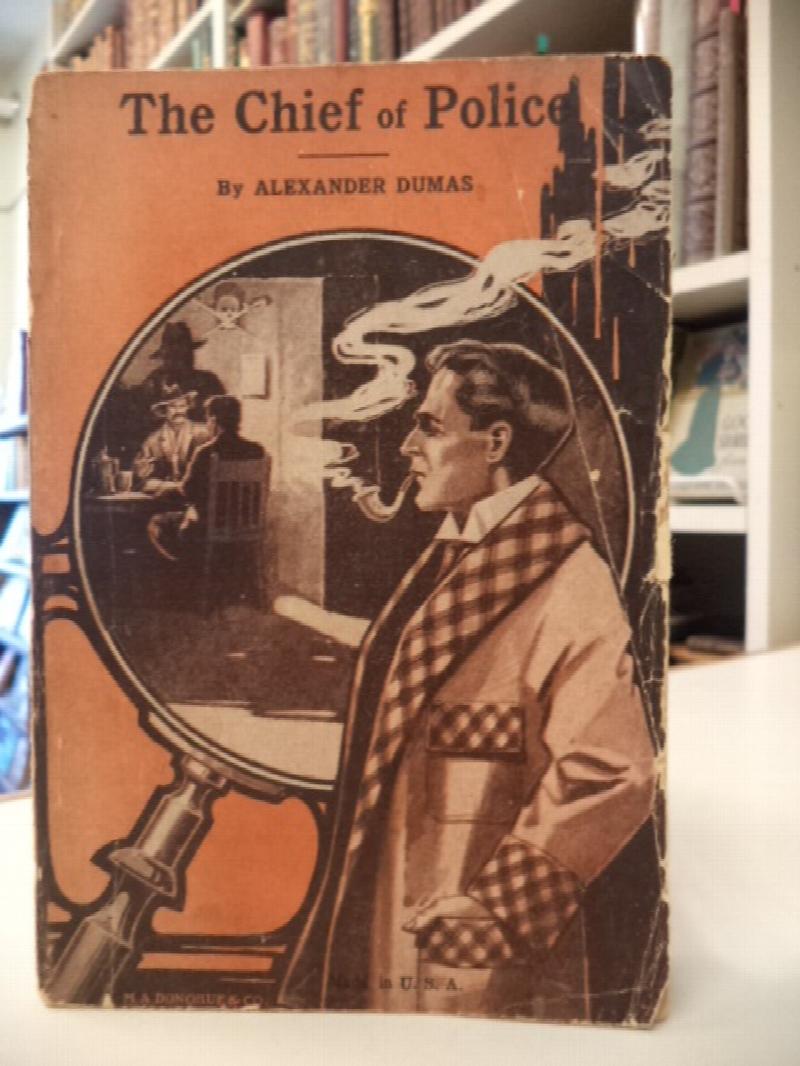 The Chief of Police
By ALEXANDER DUMAS
Made in U. S. A.
M. A. DONOHUE & CO.